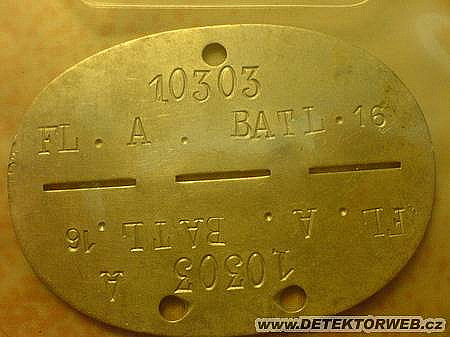 10303
FL. A. BATL. 16
FL. A. BATL. 16
10303 A
www.DETEKTORWEB.cz